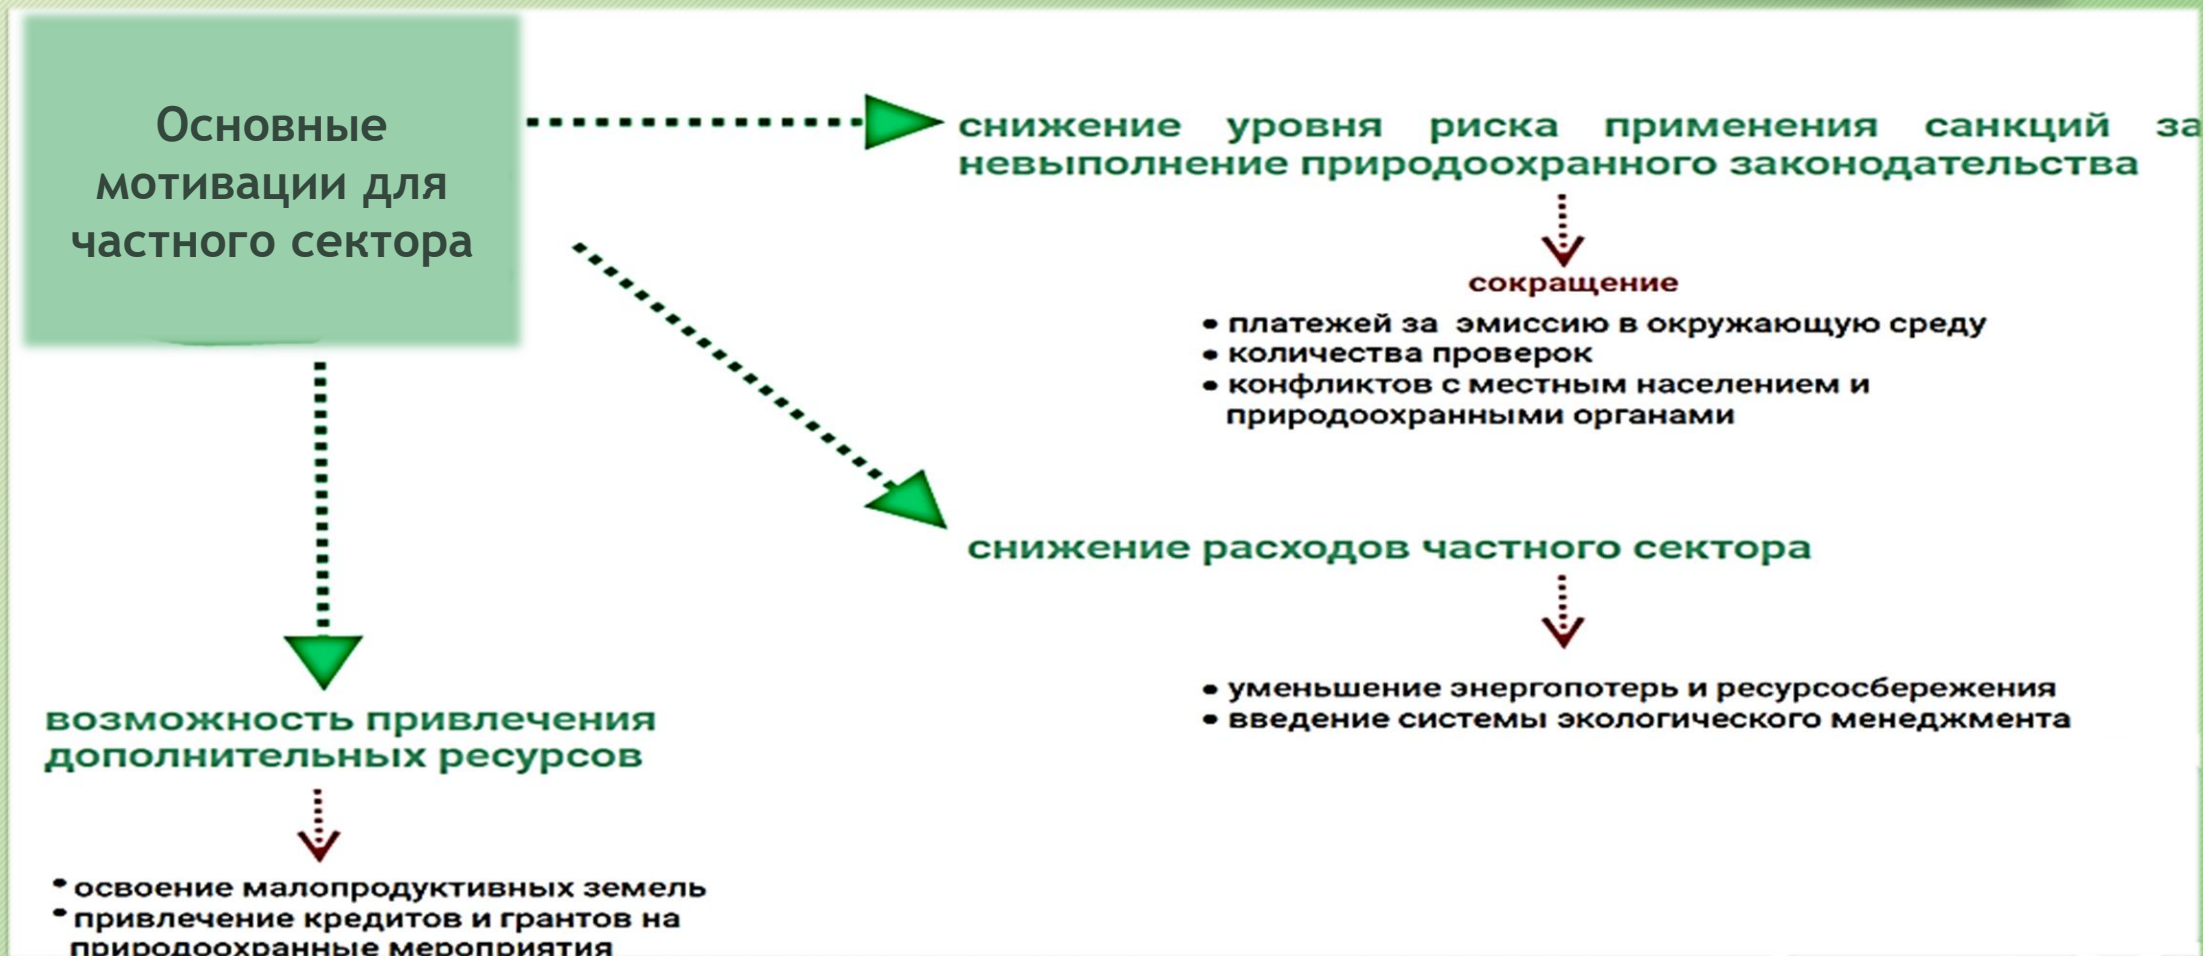 Основные
мотивации для
частного сектора
снижение уровня риска применения санкций за
невыполнение природоохранного законодательства
сокращение
• платежей за эмиссию в окружающую среду
• количества проверок
• конфликтов с местным населением и
природоохранными органами
снижение расходов частного сектора
• уменьшение энергопотерь и ресурсосбережения
• введение системы экологического менеджмента
возможность привлечения
дополнительных ресурсов
• освоение малопродуктивных земель
• привлечение кредитов и грантов на
природоохранные мероприятия